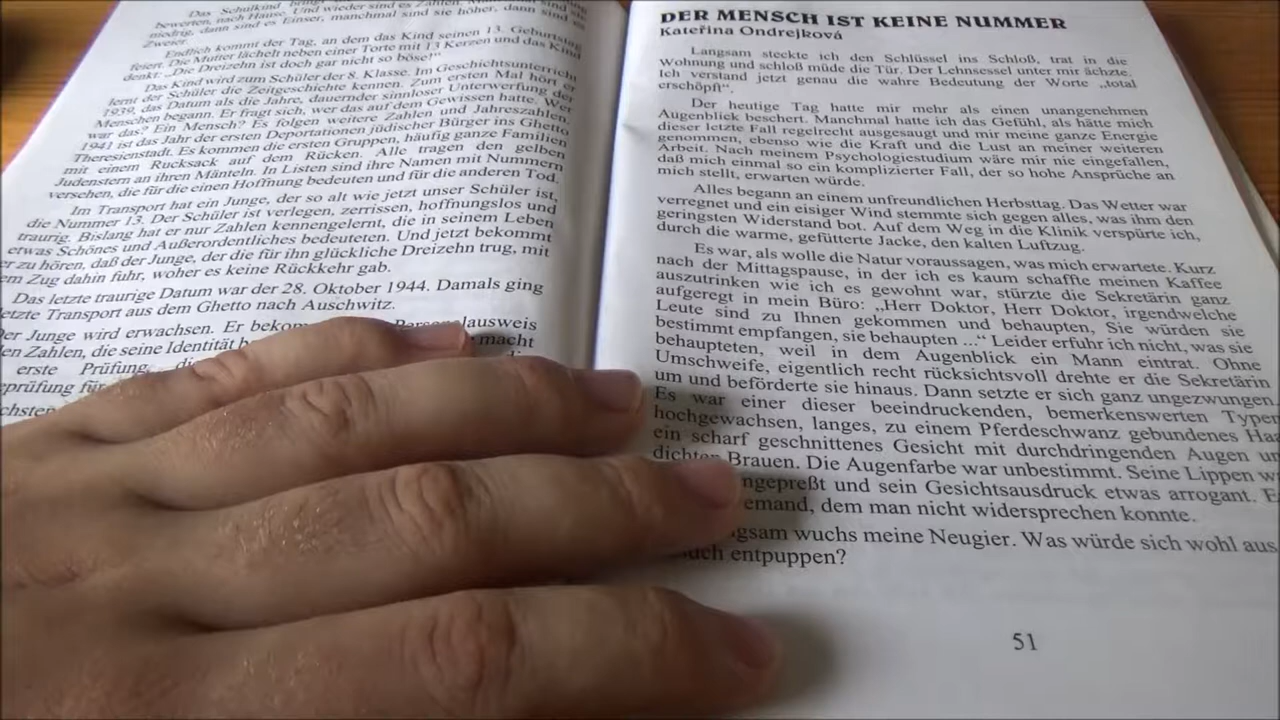 Das Schulkind
bewerten, nach Hause. Und wieder sind es Zahlen. Manchmal sind
niedrig, dann sind es Einser, manchmal sind sie höher, dann sind es
Zweier.
Endlich kommt der Tag, an dem das Kind seinen 13. Geburtstag
feiert. Die Mutter lächelt neben einer Torte mit 13 Kerzen und das Kind
denkt: „Die Dreizehn ist doch gar nicht so böse!"
Das Kind wird zum Schüler der 8. Klasse. Im Geschichtsunterricht
lernt der Schüler die Zeitgeschichte kennen. Zum ersten Mal hört er
1939, das Datum als die Jahre, dauernder sinnloser Unterwerfung der
Menschen begann. Er fragt sich, wer das auf dem Gewissen hatte. Wer
war das? Ein Mensch? Es folgen weitere Zahlen und Jahreszahlen.
1941 ist das Jahr der ersten Deportationen jüdischer Bürger ins Ghetto
Theresienstadt. Es kommen die ersten Gruppen, häufig ganze Familien
mit einem Rucksack auf dem Rücken. Alle tragen den gelben
Judenstern an ihren Mänteln. In Listen sind ihre Namen mit Nummern
versehen, die für die einen Hoffnung bedeuten und für die anderen Tod.
Im Transport hat ein Junge, der so alt wie jetzt unser Schüler ist,
die Nummer 13. Der Schüler ist verlegen, zerrissen, hoffnungslos und
traurig. Bislang hat er nur Zahlen kennengelernt, die in seinem Leben
etwas Schönes und Außerordentliches bedeuteten. Und jetzt bekommt
er zu hören, daß der Junge, der die für ihn glückliche Dreizehn trug, mit
em Zug dahin fuhr, woher es keine Rückkehr gab.
Das letzte traurige Datum war der 28. Oktober 1944. Damals ging
letzte Transport aus dem Ghetto nach Auschwitz.
Der Junge wird erwachsen. Er bekom Personalausweis
en Zahlen, die seine Identität macht
erste Prüfung, di
prüfung für
chsten
DER MENSCH IST KEINE NUMMER
Kateřina Ondrejková
Langsam steckte ich den Schlüssel ins Schloß, trat in die
Wohnung und schloß müde die Tür. Der Lehnsessel unter mir ächzte.
Ich verstand jetzt genau die wahre Bedeutung der Worte „total
erschöpft".
Der heutige Tag hatte mir mehr als einen unangenehmen
Augenblick beschert. Manchmal hatte ich das Gefühl, als hätte mich
dieser letzte Fall regelrecht ausgesaugt und mir meine ganze Energie
genommen, ebenso wie die Kraft und die Lust an meiner weiteren
Arbeit. Nach meinem Psychologiestudium wäre mir nie eingefallen,
daß mich einmal so ein komplizierter Fall, der so hohe Ansprüche an
mich stellt, erwarten würde.
Alles begann an einem unfreundlichen Herbsttag. Das Wetter war
verregnet und ein eisiger Wind stemmte sich gegen alles, was ihm den
geringsten Widerstand bot. Auf dem Weg in die Klinik verspürte ich,
durch die warme, gefütterte Jacke, den kalten Luftzug.
Es war, als wolle die Natur voraussagen, was mich erwartete. Kurz
nach der Mittagspause, in der ich es kaum schaffte meinen Kaffee
auszutrinken wie ich es gewohnt war, stürzte die Sekretärin ganz
aufgeregt in mein Büro: „Herr Doktor, Herr Doktor, irgendwelche
Leute sind zu Ihnen gekommen und behaupten, Sie würden sie
bestimmt empfangen, sie behaupten ..." Leider erfuhr ich nicht, was sie
behaupteten, weil in dem Augenblick ein Mann eintrat. Ohne
Umschweife, eigentlich recht rücksichtsvoll drehte er die Sekretärin
um und beförderte sie hinaus. Dann setzte er sich ganz ungezwungen.
Es war einer dieser beeindruckenden, bemerkenswerten Typen
hochgewachsen, langes, zu einem Pferdeschwanz gebundenes Haa
ein scharf geschnittenes Gesicht mit durchdringenden Augen un
dichten Brauen. Die Augenfarbe war unbestimmt. Seine Lippen w
ngepreßt und sein Gesichtsausdruck etwas arrogant. E
emand, dem man nicht widersprechen konnte.
gsam wuchs meine Neugier. Was würde sich wohl aus
uch entpuppen?
51